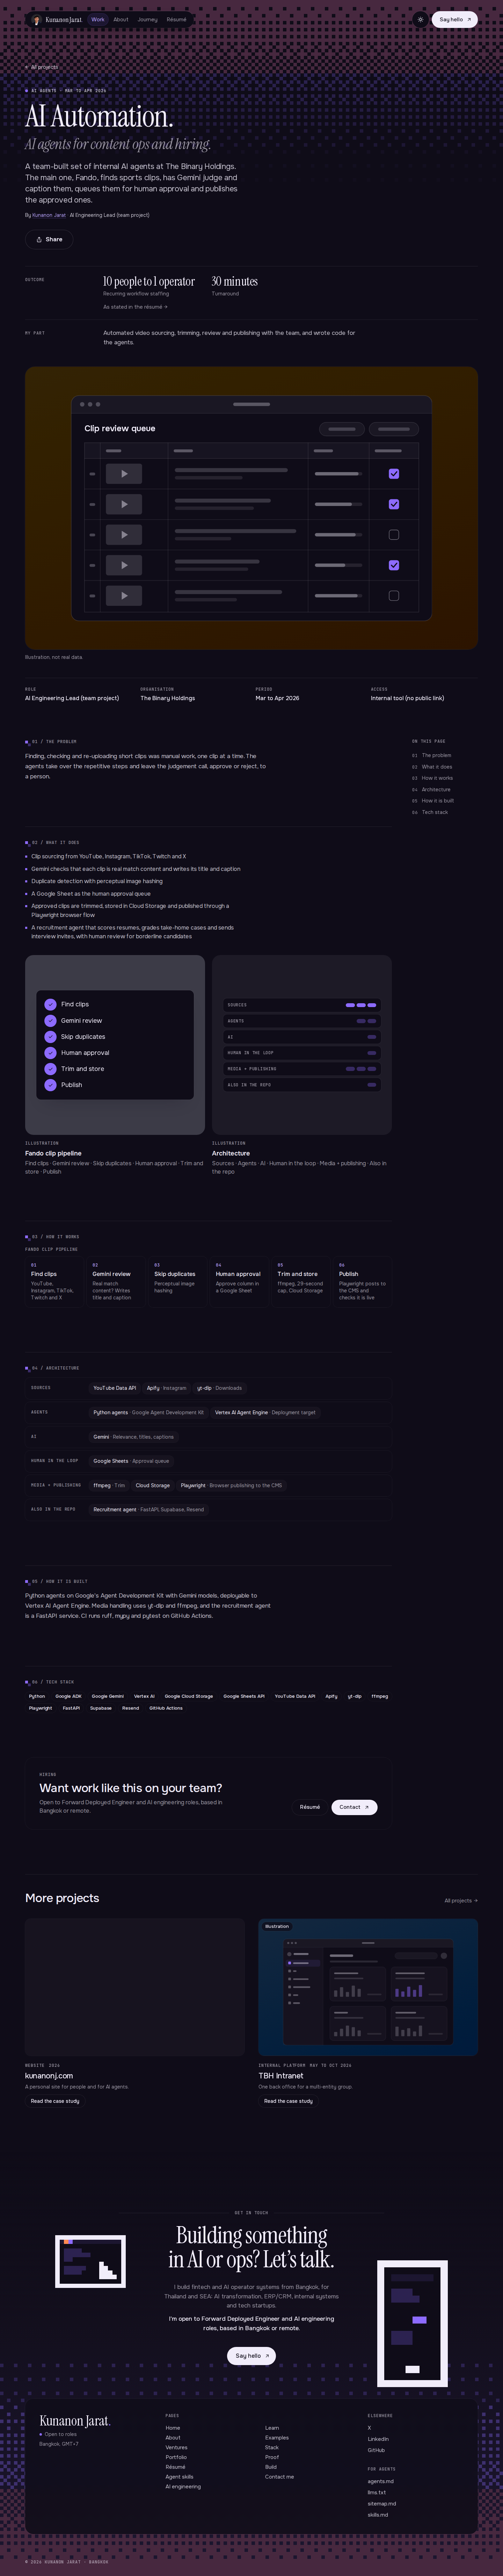 Kunanon Jarat
Work
About
Journey
Résumé
Say hello
All projects
AI AGENTS · MAR TO APR 2026
AI Automation.
AI agents for content ops and hiring.
A team-built set of internal AI agents at The Binary Holdings.
The main one, Fando, finds sports clips, has Gemini judge and
caption them, queues them for human approval and publishes
the approved ones.
By Kunanon Jarat · AI Engineering Lead (team project)
Share
OUTCOME
10 people to 1 operator
Recurring workflow staffing
30 minutes
Turnaround
As stated in the résumé →
MY PART
Automated video sourcing, trimming, review and publishing with the team, and wrote code for
the agents.
Clip review queue
Illustration, not real data
ROLE
AI Engineering Lead (team project)
ORGANISATION
The Binary Holdings
PERIOD
Mar to Apr 2026
ACCESS
Internal tool (no public link)
01 / THE PROBLEM
Finding, checking and re-uploading short clips was manual work, one clip at a time. The
agents take over the repetitive steps and leave the judgement call, approve or reject, to
a person.
ON THIS PAGE
01 The problem
02 What it does
03 How it works
04 Architecture
05 How it is built
06 Tech stack
02 / WHAT IT DOES
Clip sourcing from YouTube, Instagram, TikTok, Twitch and X
Gemini checks that each clip is real match content and writes its title and caption
Duplicate detection with perceptual image hashing
A Google Sheet as the human approval queue
Approved clips are trimmed, stored in Cloud Storage and published through a
Playwright browser flow
A recruitment agent that scores resumes, grades take-home cases and sends
interview invites, with human review for borderline candidates
Find clips
Gemini review
Skip duplicates
Human approval
Trim and store
Publish
SOURCES
AGENTS
AI
HUMAN IN THE LOOP
MEDIA + PUBLISHING
ALSO IN THE REPO
ILLUSTRATION
Fando clip pipeline
Find clips · Gemini review · Skip duplicates · Human approval · Trim and
store · Publish
ILLUSTRATION
Architecture
Sources · Agents · AI · Human in the loop · Media + publishing · Also in
the repo
03 / HOW IT WORKS
FANDO CLIP PIPELINE
01
Find clips
YouTube,
Instagram, TikTok,
Twitch and X
02
Gemini review
Real match
content? Writes
title and caption
03
Skip duplicates
Perceptual image
hashing
04
Human approval
Approve column in
a Google Sheet
05
Trim and store
ffmpeg, 29-second
cap, Cloud Storage
06
Publish
Playwright posts to
the CMS and
checks it is live
04 / ARCHITECTURE
SOURCES
YouTube Data API
Apify · Instagram
yt-dlp · Downloads
AGENTS
Python agents · Google Agent Development Kit
Vertex AI Agent Engine · Deployment target
AI
Gemini · Relevance, titles, captions
HUMAN IN THE LOOP
Google Sheets · Approval queue
MEDIA + PUBLISHING
ffmpeg · Trim
Cloud Storage
Playwright · Browser publishing to the CMS
ALSO IN THE REPO
Recruitment agent · FastAPI, Supabase, Resend
05 / HOW IT IS BUILT
Python agents on Google's Agent Development Kit with Gemini models, deployable to
Vertex AI Agent Engine. Media handling uses yt-dlp and ffmpeg, and the recruitment agent
is a FastAPI service. CI runs ruff, mypy and pytest on GitHub Actions.
06 / TECH STACK
Python
Google ADK
Google Gemini
Vertex AI
Google Cloud Storage
Google Sheets API
YouTube Data API
Apify
yt-dlp
ffmpeg
Playwright
FastAPI
Supabase
Resend
GitHub Actions
HIRING
Want work like this on your team?
Open to Forward Deployed Engineer and AI engineering roles, based in
Bangkok or remote.
Résumé
Contact
More projects
All projects →
Illustration
WEBSITE 2026
kunanonj.com
A personal site for people and for AI agents.
Read the case study
INTERNAL PLATFORM MAY TO OCT 2024
TBH Intranet
One back office for a multi-entity group.
Read the case study
GET IN TOUCH
Building something
in AI or ops? Let's talk.
I build fintech and AI operator systems from Bangkok, for
Thailand and SEA: AI transformation, ERP/CRM, internal systems
and tech startups.
I'm open to Forward Deployed Engineer and AI engineering
roles, based in Bangkok or remote.
Say hello
Kunanon Jarat.
Open to roles
Bangkok, GMT+7
PAGES
Home
About
Ventures
Portfolio
Résumé
Agent skills
AI engineering
Learn
Examples
Stack
Proof
Build
Contact me
ELSEWHERE
X
LinkedIn
GitHub
FOR AGENTS
agents.md
llms.txt
sitemap.md
skills.md
© 2026 KUNANON JARAT · BANGKOK